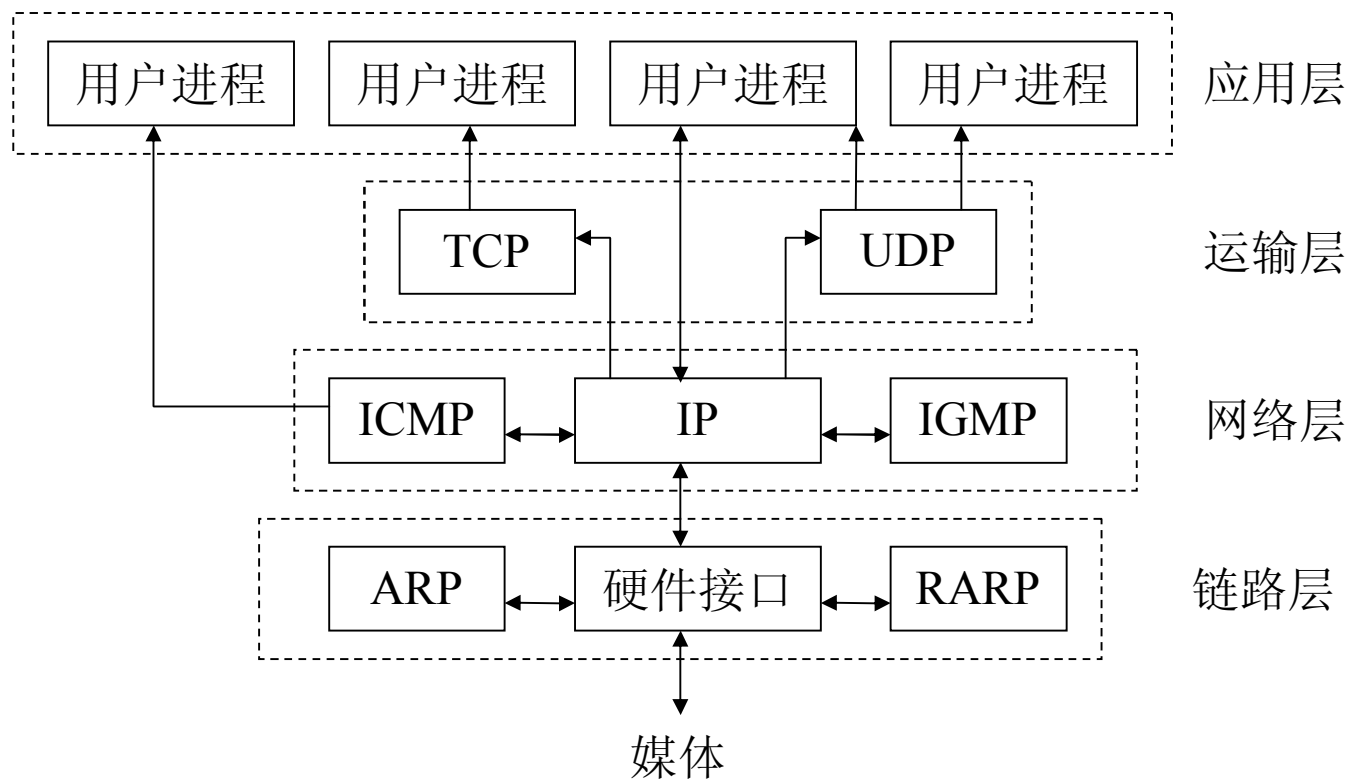 用户进程
用户进程
用户进程
用户进程
应用层
TCP
UDP
运输层
ICMP
IP
IGMP
网络层
ARP
硬件接口
RARP
链路层
媒体